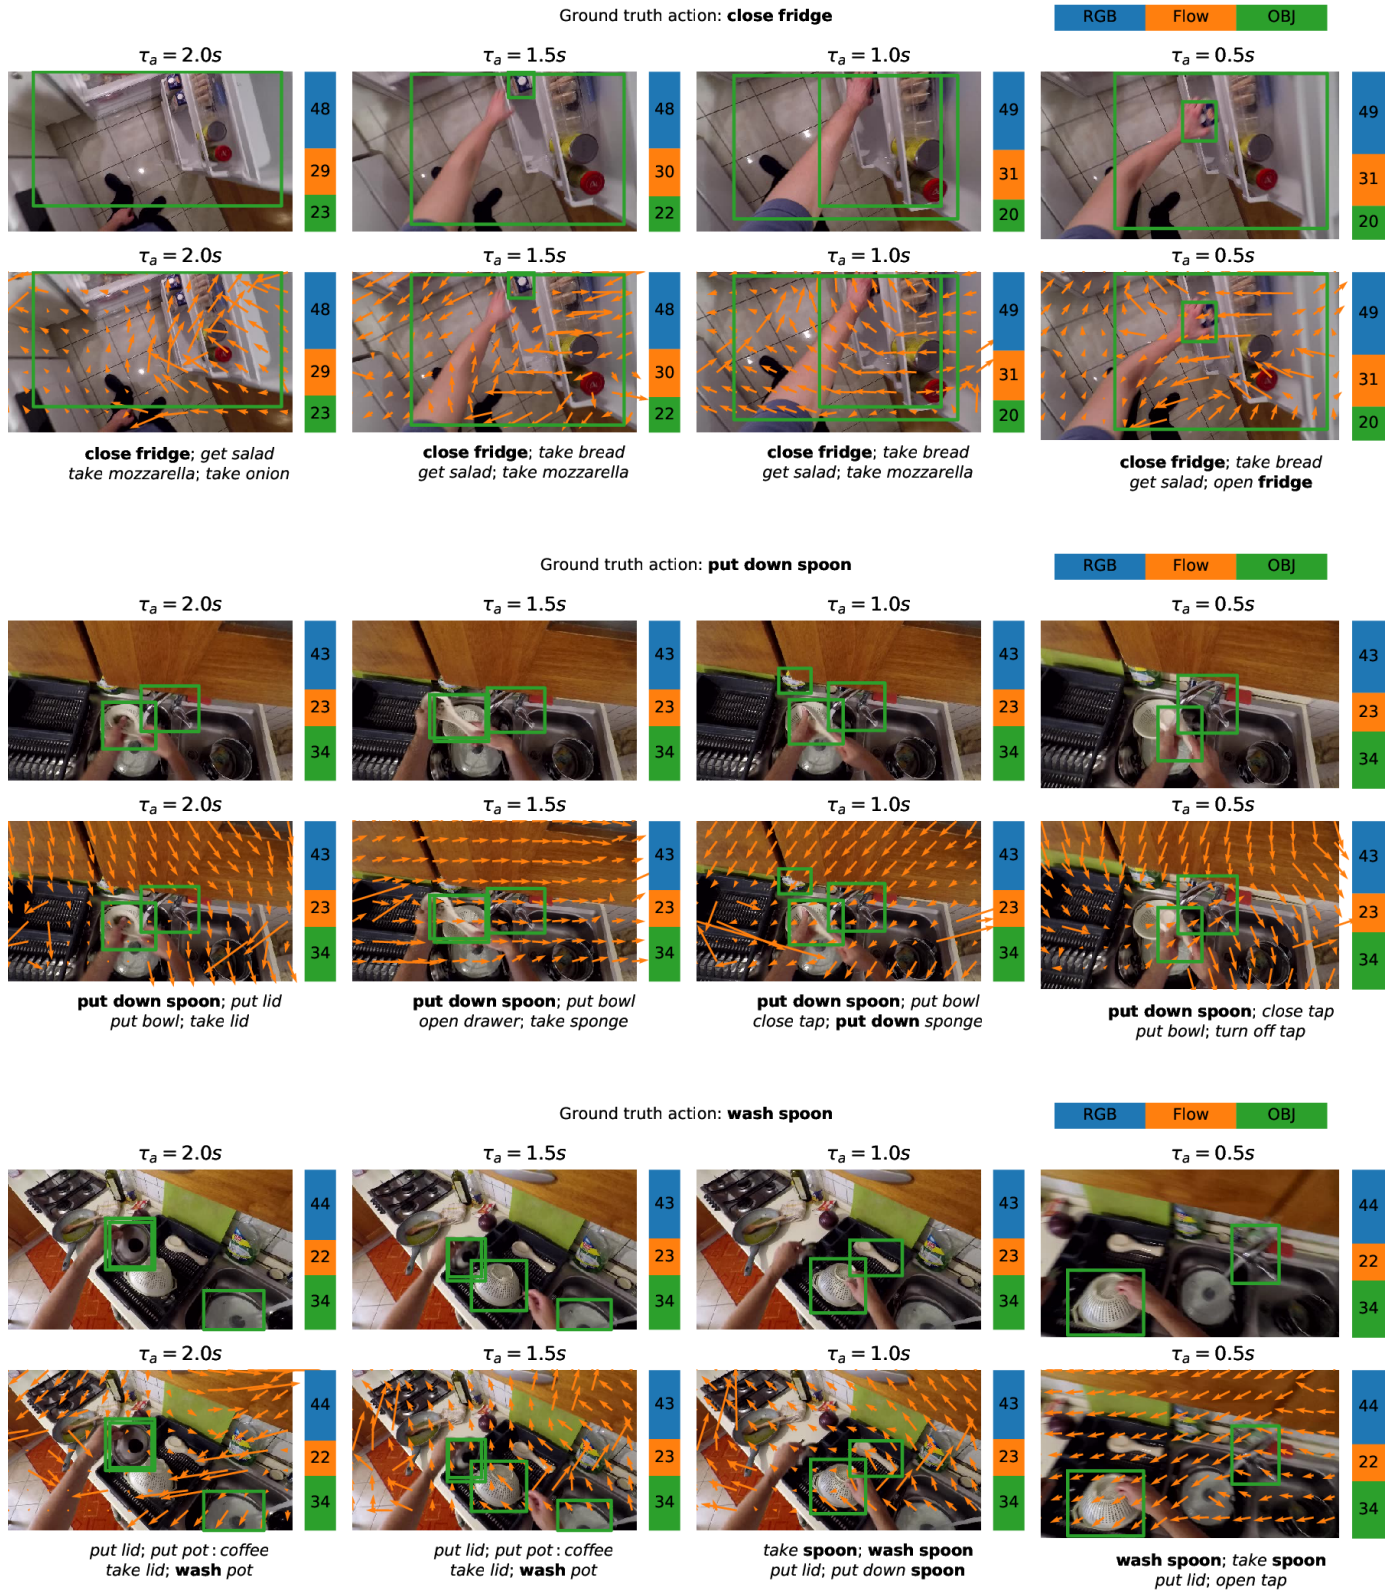 Ground truth action: close fridge
RGB Flow OBJ
τa = 2.0s τa = 1.5s τa = 1.0s τa = 0.5s
48 48 49 49
29 30 31 31
23 22 20 20
τa = 2.0s τa = 1.5s τa = 1.0s τa = 0.5s
48 48 49 49
29 30 31 31
23 22 20 20
close fridge; get salad
take mozzarella; take onion
close fridge; take bread
get salad; take mozzarella
close fridge; take bread
get salad; take mozzarella
close fridge; take bread
get salad; open fridge
Ground truth action: put down spoon
RGB Flow OBJ
τa = 2.0s τa = 1.5s τa = 1.0s τa = 0.5s
43 43 43 43
23 23 23 23
34 34 34 34
τa = 2.0s τa = 1.5s τa = 1.0s τa = 0.5s
43 43 43 43
23 23 23 23
34 34 34 34
put down spoon; put lid
put bowl; take lid
put down spoon; put bowl
open drawer; take sponge
put down spoon; put bowl
close tap; put down sponge
put down spoon; close tap
put bowl; turn off tap
Ground truth action: wash spoon
RGB Flow OBJ
τa = 2.0s τa = 1.5s τa = 1.0s τa = 0.5s
44 43 43 44
22 23 23 22
34 34 34 34
τa = 2.0s τa = 1.5s τa = 1.0s τa = 0.5s
44 43 43 44
22 23 23 22
34 34 34 34
put lid; put pot : coffee
take lid; wash pot
put lid; put pot : coffee
take lid; wash pot
take spoon; wash spoon
put lid; put down spoon
wash spoon; take spoon
put lid; open tap